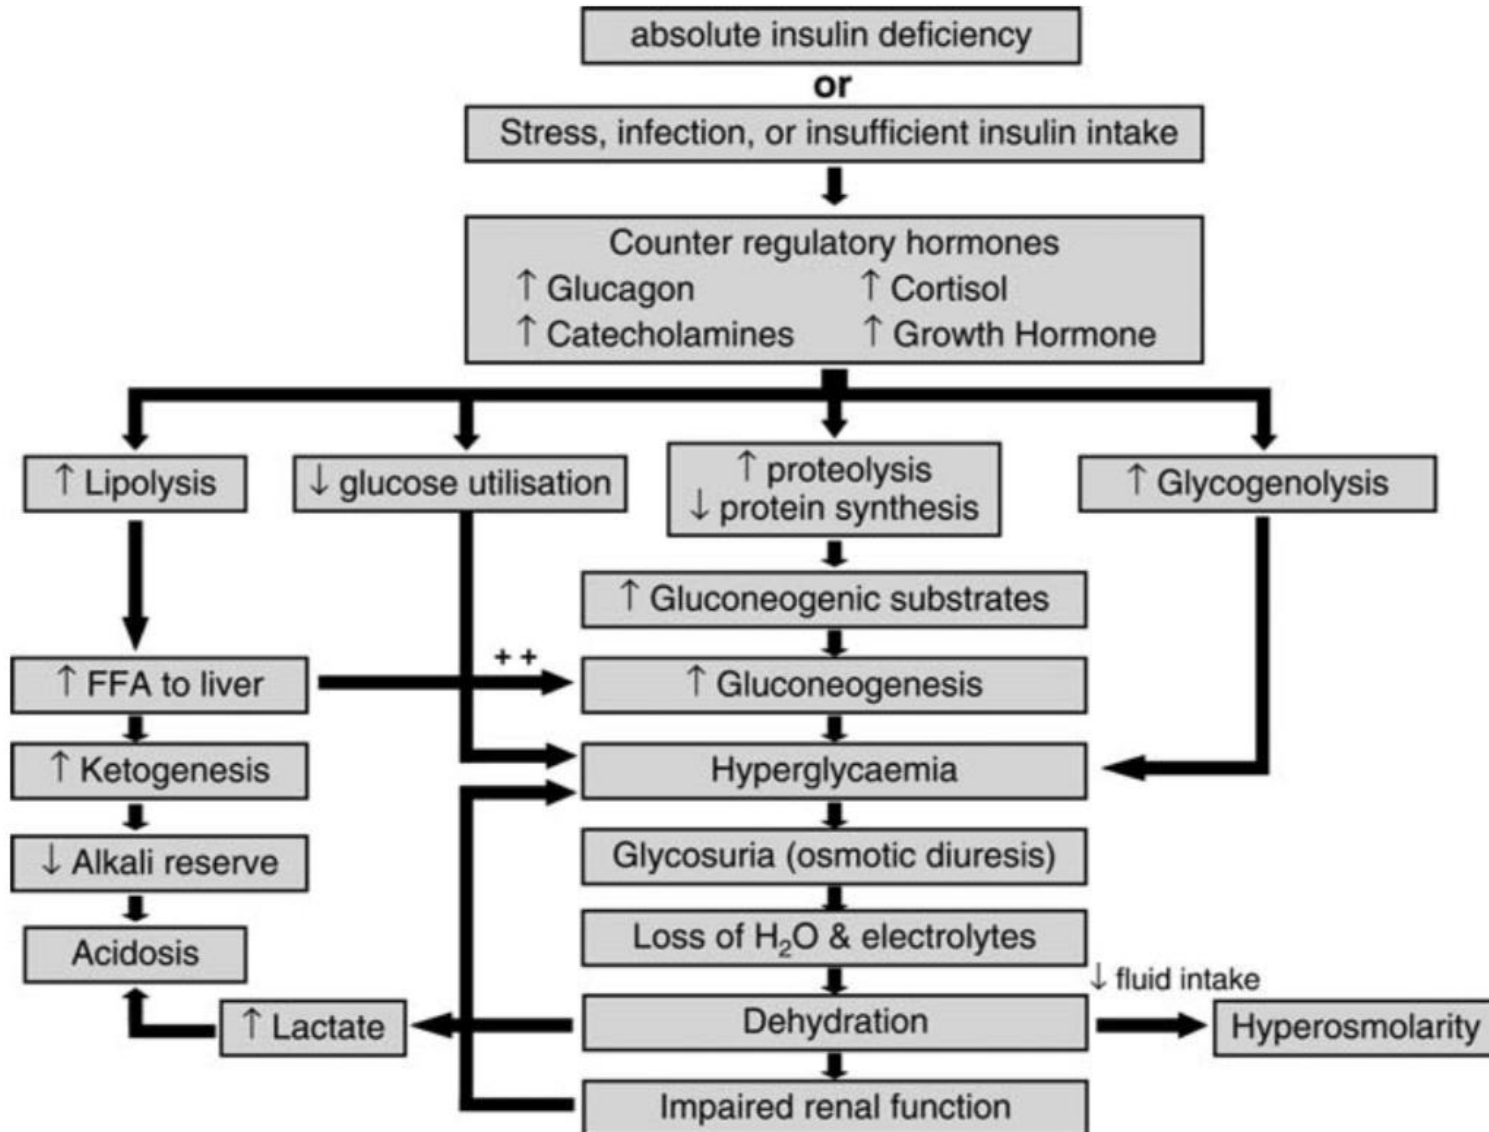 absolute insulin deficiency
or
Stress, infection, or insufficient insulin intake
Counter regulatory hormones
↑ Glucagon ↑ Cortisol
↑ Catecholamines ↑ Growth Hormone
↑ Lipolysis
↓ glucose utilisation
↑ proteolysis
↓ protein synthesis
↑ Glycogenolysis
↑ Gluconeogenic substrates
↑ FFA to liver
+ +
↑ Gluconeogenesis
↑ Ketogenesis
Hyperglycaemia
↓ Alkali reserve
Glycosuria (osmotic diuresis)
Acidosis
Loss of H₂O & electrolytes
↓ fluid intake
↑ Lactate
Dehydration
Hyperosmolarity
Impaired renal function